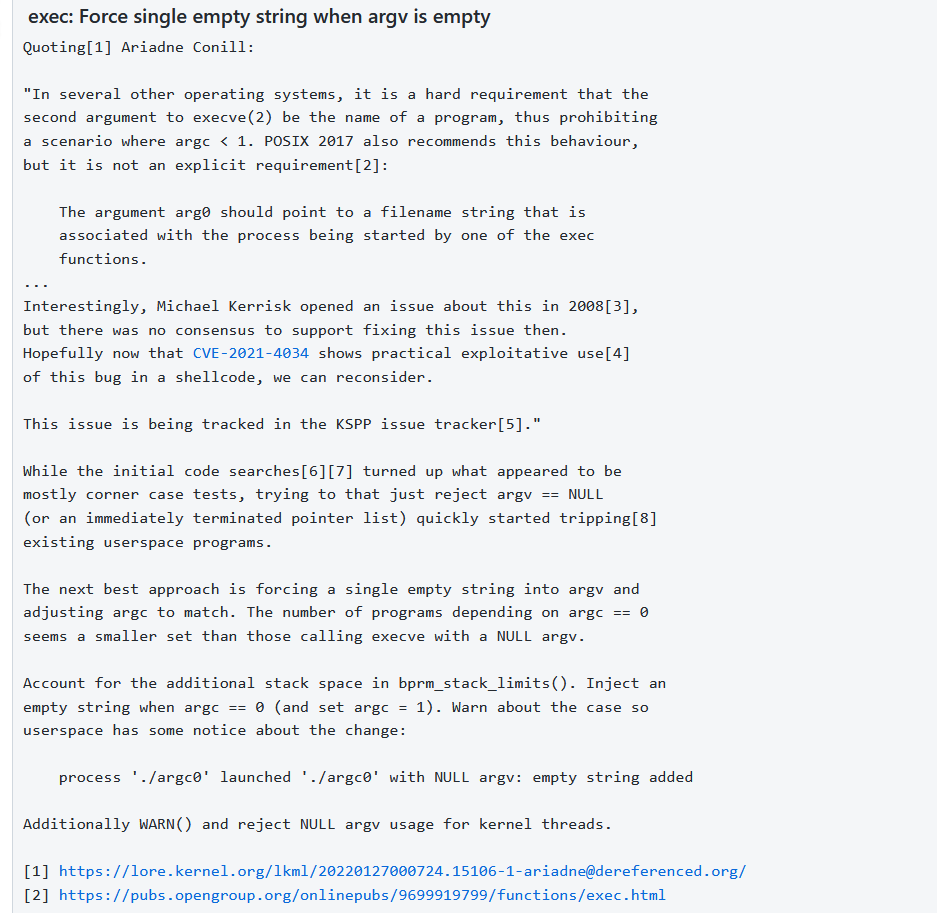 exec: Force single empty string when argv is empty
Quoting[1] Ariadne Conill:
"In several other operating systems, it is a hard requirement that the
second argument to execve(2) be the name of a program, thus prohibiting
a scenario where argc < 1. POSIX 2017 also recommends this behaviour,
but it is not an explicit requirement[2]:
The argument arg0 should point to a filename string that is
associated with the process being started by one of the exec
functions.
...
Interestingly, Michael Kerrisk opened an issue about this in 2008[3],
but there was no consensus to support fixing this issue then.
Hopefully now that CVE-2021-4034 shows practical exploitative use[4]
of this bug in a shellcode, we can reconsider.
This issue is being tracked in the KSPP issue tracker[5]."
While the initial code searches[6][7] turned up what appeared to be
mostly corner case tests, trying to that just reject argv == NULL
(or an immediately terminated pointer list) quickly started tripping[8]
existing userspace programs.
The next best approach is forcing a single empty string into argv and
adjusting argc to match. The number of programs depending on argc == 0
seems a smaller set than those calling execve with a NULL argv.
Account for the additional stack space in bprm_stack_limits(). Inject an
empty string when argc == 0 (and set argc = 1). Warn about the case so
userspace has some notice about the change:
process './argc0' launched './argc0' with NULL argv: empty string added
Additionally WARN() and reject NULL argv usage for kernel threads.
[1] https://lore.kernel.org/lkml/20220127000724.15106-1-ariadne@dereferenced.org/
[2] https://pubs.opengroup.org/onlinepubs/9699919799/functions/exec.html